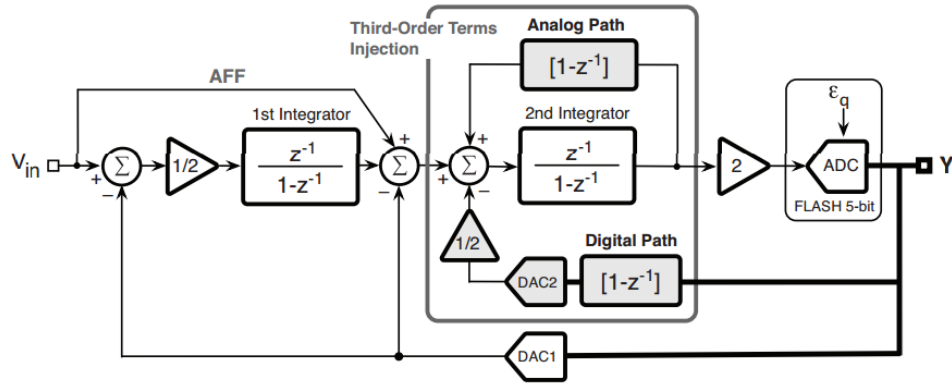 Third-Order Terms
Injection
Analog Path
[1-z⁻¹]
AFF
1st Integrator
2nd Integrator
εq
Vin
+
Σ
−
1/2
z⁻¹
1-z⁻¹
+
Σ
−
+
+
Σ
−
z⁻¹
1-z⁻¹
2
ADC
Y
FLASH 5-bit
1/2
Digital Path
DAC2
[1-z⁻¹]
DAC1